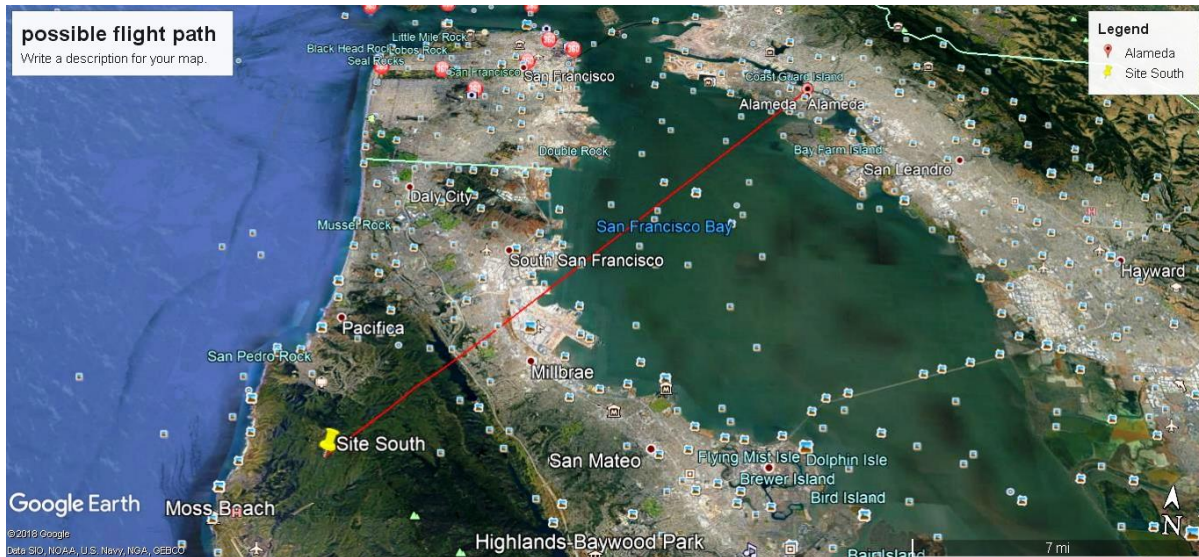 possible flight path
Write a description for your map.
Legend
Alameda
Site South
Little Mile Rock
Black Head Rock
Lobos Rock
Seal Rocks
San Francisco
San Francisco
Coast Guard Island
Alameda
Alameda
Double Rock
Bay Farm Island
San Leandro
Daly City
Mussel Rock
San Francisco Bay
South San Francisco
Hayward
Pacifica
San Pedro Rock
Millbrae
Site South
San Mateo
Flying Mist Isle
Dolphin Isle
Brewer Island
Bird Island
Google Earth
Moss Beach
N
©2018 Google
Data SIO, NOAA, U.S. Navy, NGA, GEBCO
Highlands-Baywood Park
Bair Island
7 mi